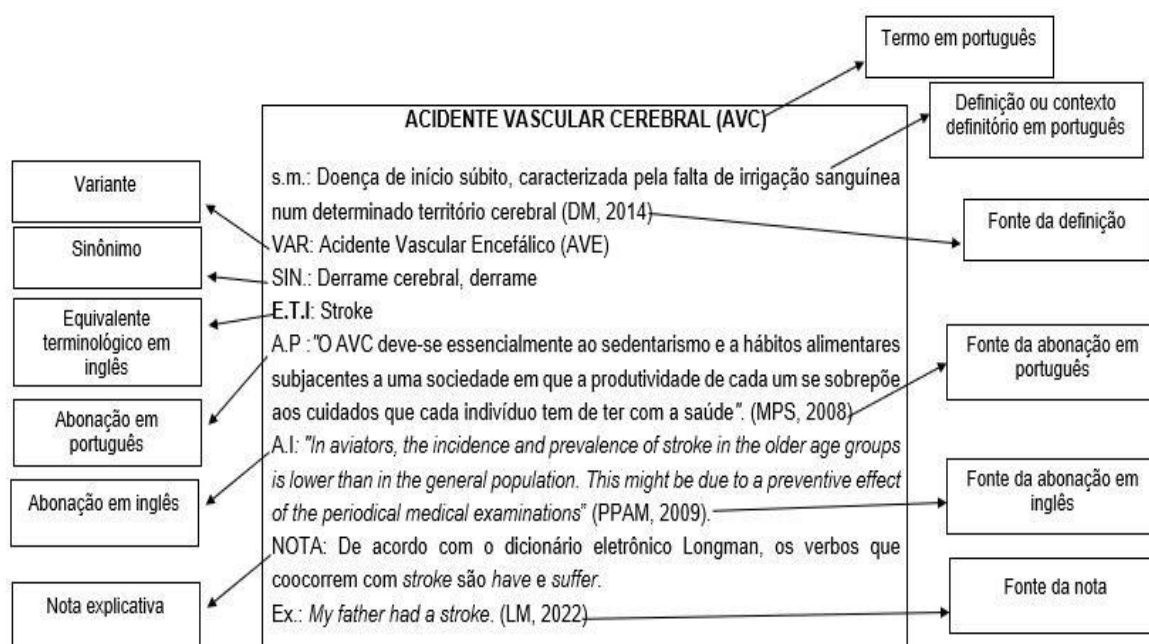 Termo em português
Definição ou contexto
definitório em português
ACIDENTE VASCULAR CEREBRAL (AVC)
s.m.: Doença de início súbito, caracterizada pela falta de irrigação sanguínea
num determinado território cerebral (DM, 2014)
Fonte da definição
Variante
VAR: Acidente Vascular Encefálico (AVE)
Sinônimo
SIN.: Derrame cerebral, derrame
E.T.I: Stroke
Equivalente
terminológico em
inglês
A.P :"O AVC deve-se essencialmente ao sedentarismo e a hábitos alimentares
subjacentes a uma sociedade em que a produtividade de cada um se sobrepõe
aos cuidados que cada indivíduo tem de ter com a saúde". (MPS, 2008)
Fonte da abonação em
português
Abonação em
português
A.I: "In aviators, the incidence and prevalence of stroke in the older age groups
is lower than in the general population. This might be due to a preventive effect
of the periodical medical examinations” (PPAM, 2009).
Fonte da abonação em
inglês
Abonação em inglês
NOTA: De acordo com o dicionário eletrônico Longman, os verbos que
coocorrem com stroke são have e suffer.
Ex.: My father had a stroke. (LM, 2022)
Fonte da nota
Nota explicativa